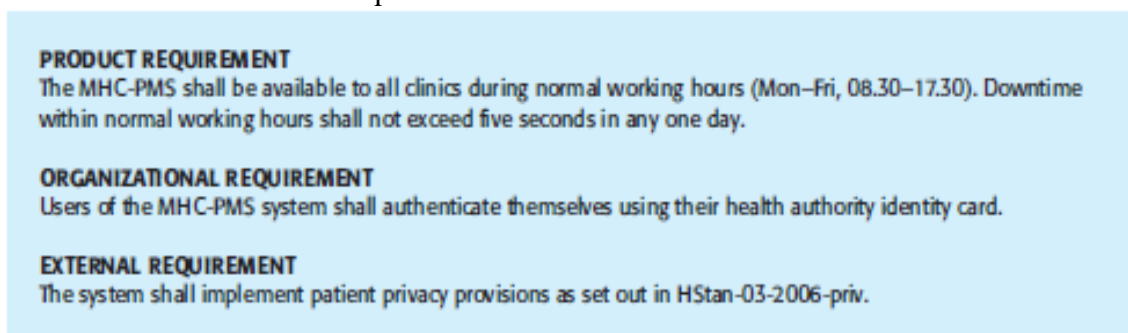 PRODUCT REQUIREMENT
The MHC-PMS shall be available to all clinics during normal working hours (Mon–Fri, 08.30–17.30). Downtime
within normal working hours shall not exceed five seconds in any one day.
ORGANIZATIONAL REQUIREMENT
Users of the MHC-PMS system shall authenticate themselves using their health authority identity card.
EXTERNAL REQUIREMENT
The system shall implement patient privacy provisions as set out in HStan-03-2006-priv.